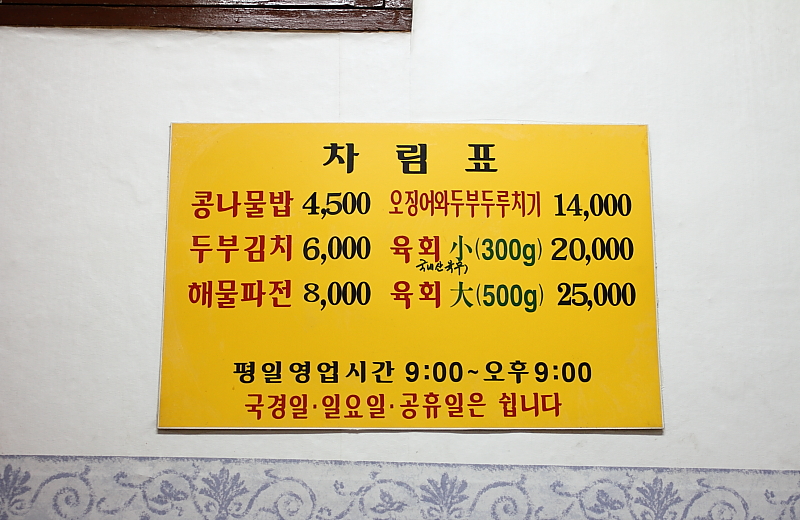 차림표
콩나물밥 4,500 오징어와두부두루치기 14,000
두부김치 6,000 육회 小(300g) 20,000
해물파전 8,000 육회 大(500g) 25,000
평일영업시간 9:00~오후9:00
국경일·일요일·공휴일은 쉽니다